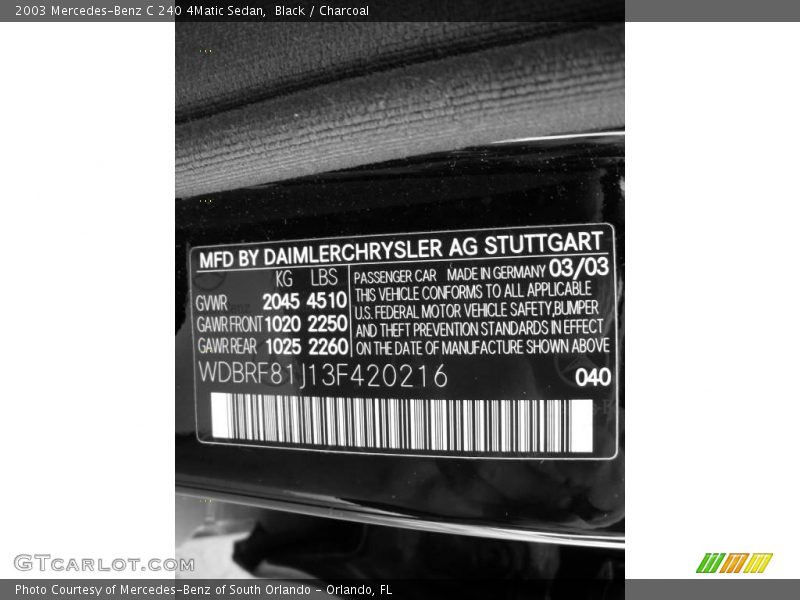 2003 Mercedes-Benz C 240 4Matic Sedan, Black / Charcoal
MFD BY DAIMLERCHRYSLER AG STUTTGART
KG LBS
GVWR 2045 4510
GAWR FRONT 1020 2250
GAWR REAR 1025 2260
PASSENGER CAR MADE IN GERMANY 03/03
THIS VEHICLE CONFORMS TO ALL APPLICABLE
U.S. FEDERAL MOTOR VEHICLE SAFETY, BUMPER
AND THEFT PREVENTION STANDARDS IN EFFECT
ON THE DATE OF MANUFACTURE SHOWN ABOVE
WDBRF81J13F420216
040
GTcarlot.com
Photo Courtesy of Mercedes-Benz of South Orlando - Orlando, FL